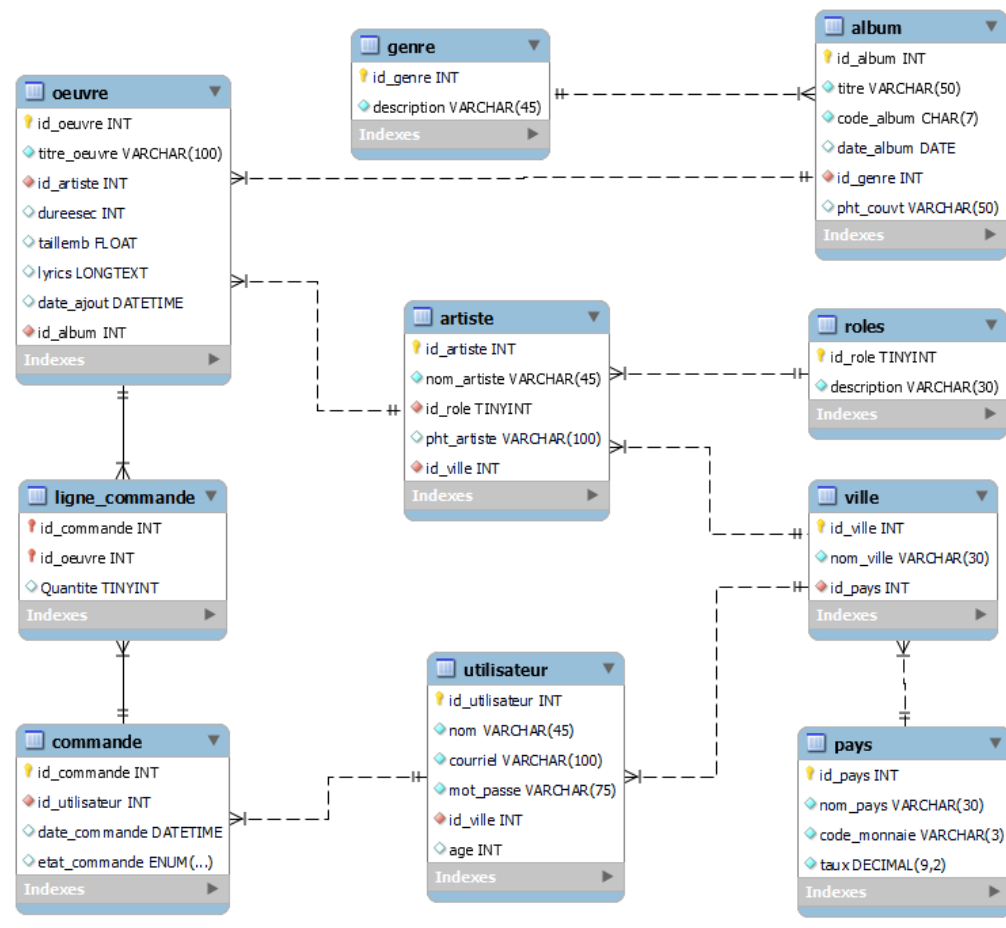 genre
id_genre INT
description VARCHAR(45)
Indexes
album
id_album INT
titre VARCHAR(50)
code_album CHAR(7)
date_album DATE
id_genre INT
pht_couvt VARCHAR(50)
Indexes
oeuvre
id_oeuvre INT
titre_oeuvre VARCHAR(100)
id_artiste INT
dureesec INT
taillemb FLOAT
lyrics LONGTEXT
date_ajout DATETIME
id_album INT
Indexes
artiste
id_artiste INT
nom_artiste VARCHAR(45)
id_role TINYINT
pht_artiste VARCHAR(100)
id_ville INT
Indexes
roles
id_role TINYINT
description VARCHAR(30)
Indexes
ligne_commande
id_commande INT
id_oeuvre INT
Quantite TINYINT
Indexes
ville
id_ville INT
nom_ville VARCHAR(30)
id_pays INT
Indexes
utilisateur
id_utilisateur INT
nom VARCHAR(45)
courriel VARCHAR(100)
mot_passe VARCHAR(75)
id_ville INT
age INT
Indexes
commande
id_commande INT
id_utilisateur INT
date_commande DATETIME
etat_commande ENUM(...)
Indexes
pays
id_pays INT
nom_pays VARCHAR(30)
code_monnaie VARCHAR(3)
taux DECIMAL(9,2)
Indexes